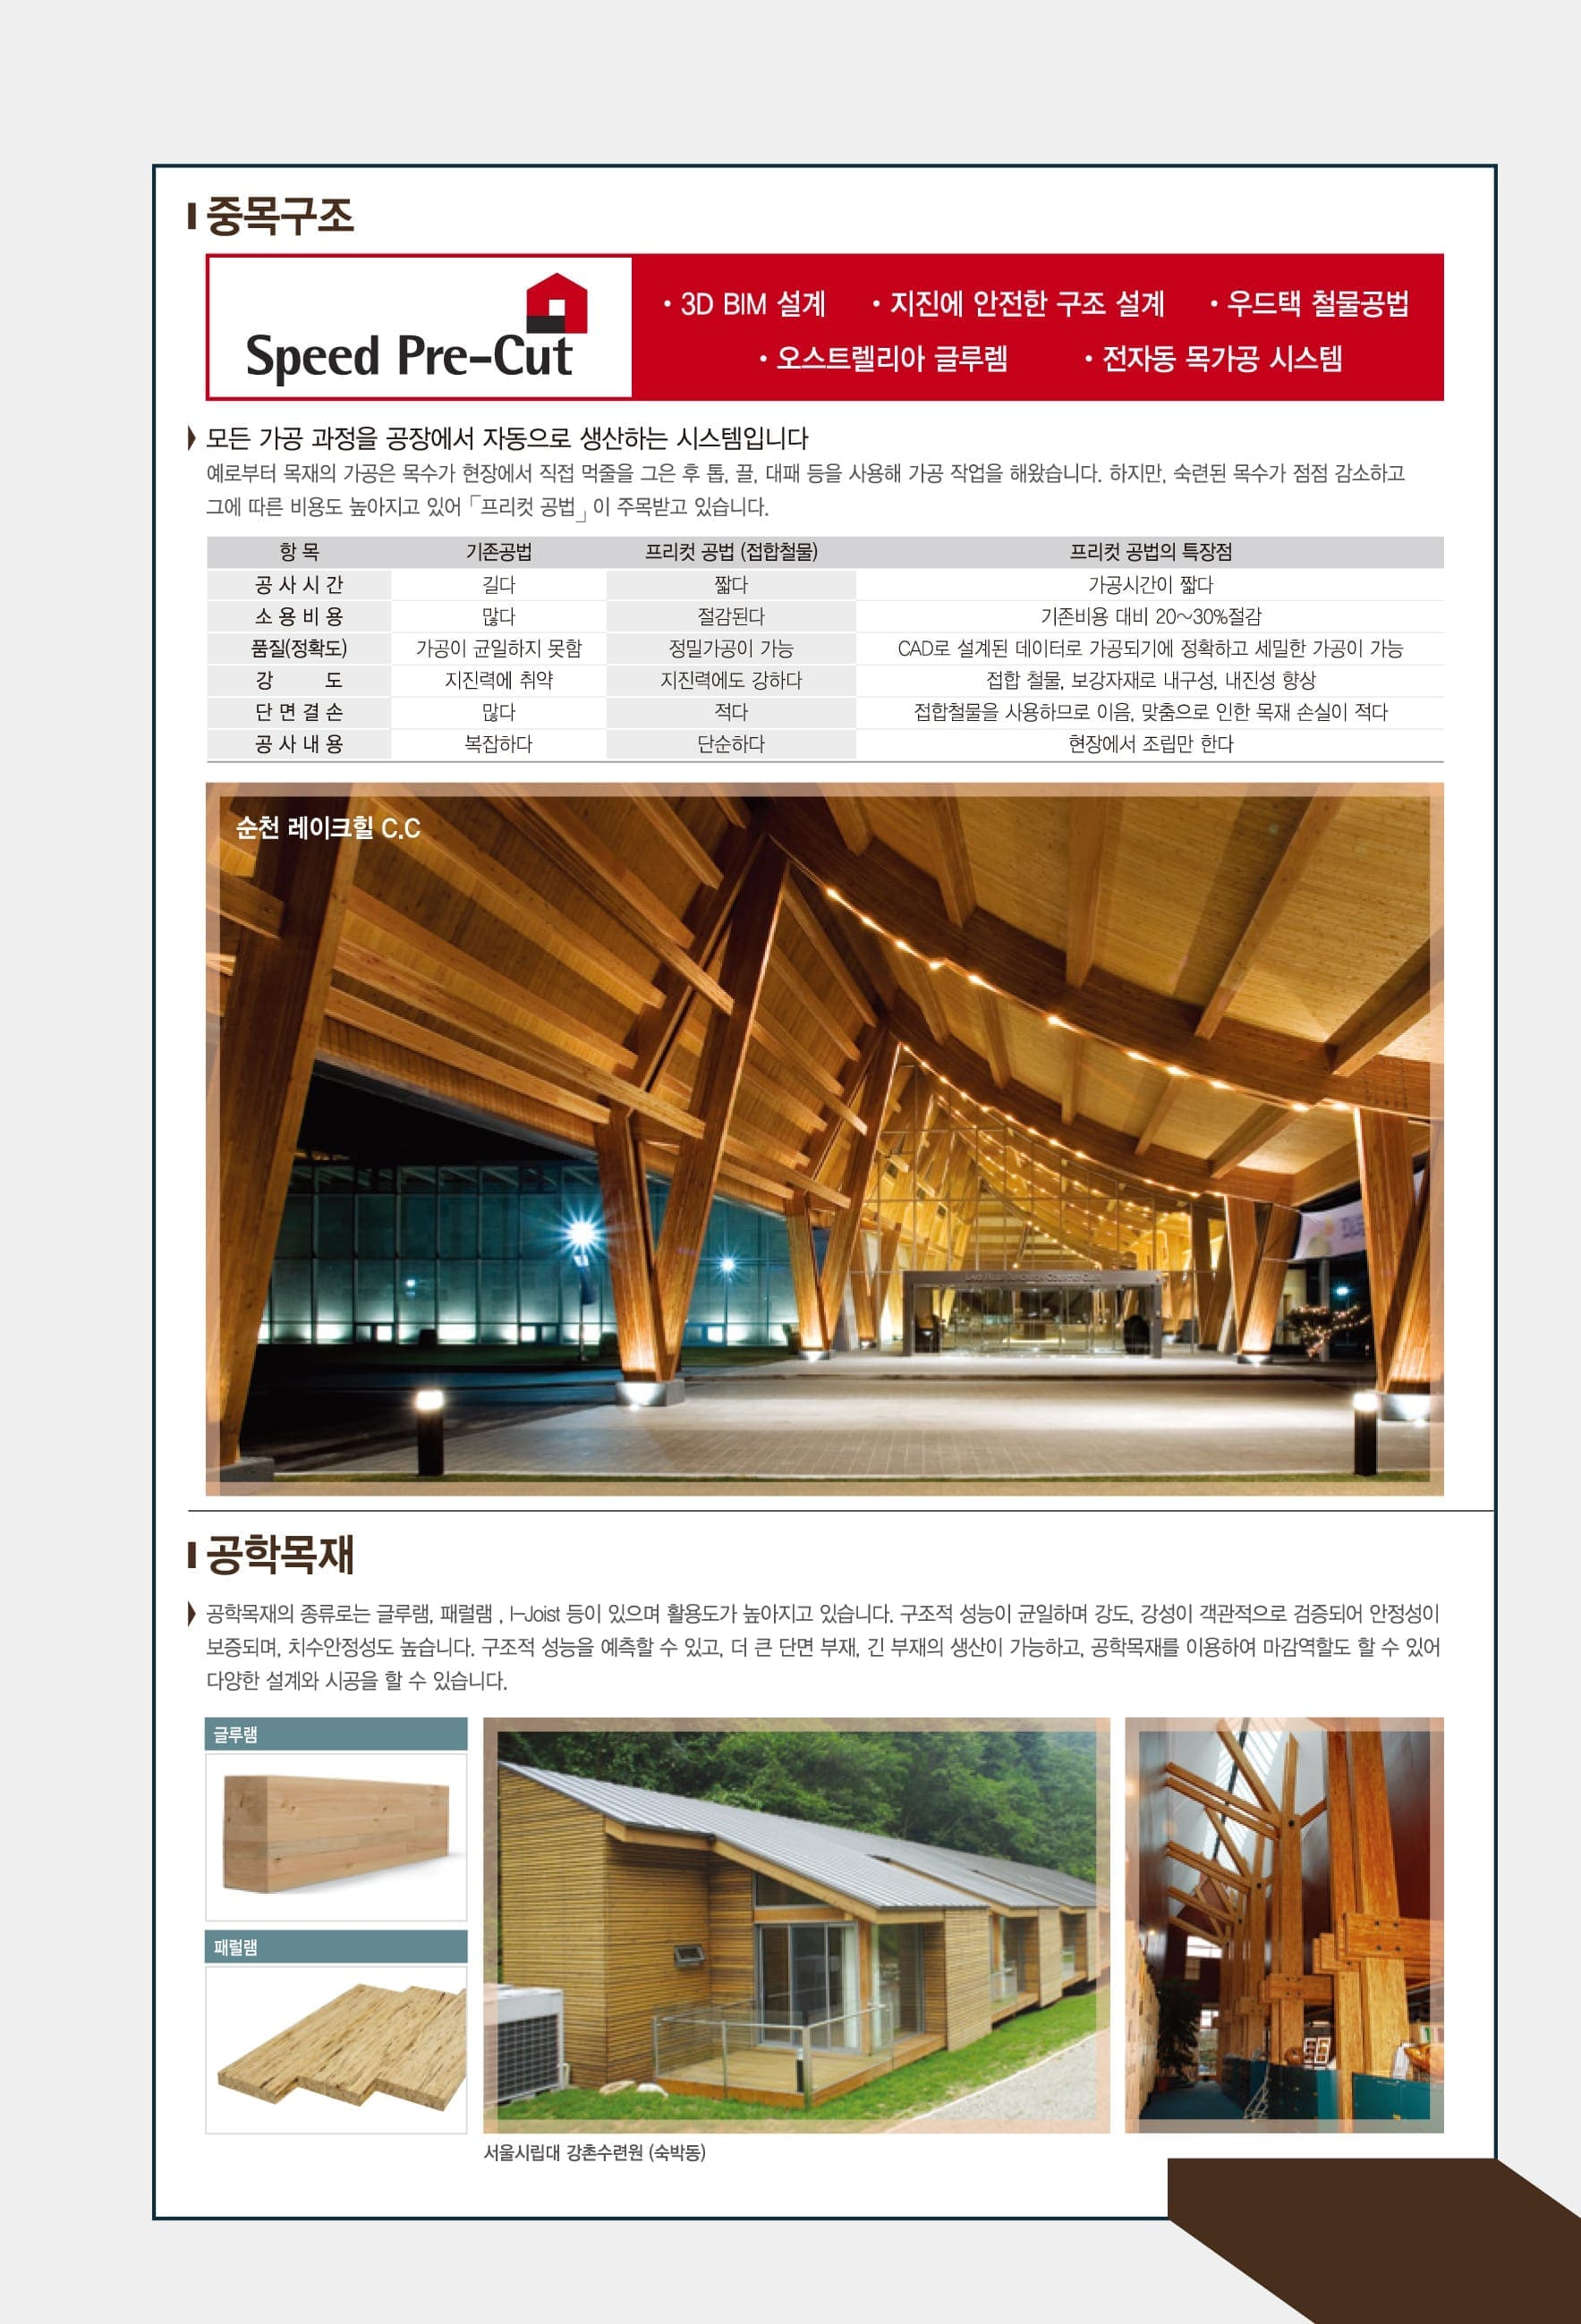 중목구조
Speed Pre-Cut
• 3D BIM 설계 • 지진에 안전한 구조 설계 • 우드택 철물공법
• 오스트렐리아 글루렘 • 전자동 목가공 시스템
모든 가공 과정을 공장에서 자동으로 생산하는 시스템입니다
예로부터 목재의 가공은 목수가 현장에서 직접 먹줄을 그은 후 톱, 끌, 대패 등을 사용해 가공 작업을 해왔습니다. 하지만, 숙련된 목수가 점점 감소하고
그에 따른 비용도 높아지고 있어 「프리컷 공법」이 주목받고 있습니다.
항 목 기존공법 프리컷 공법 (접합철물) 프리컷 공법의 특장점
공 사 시 간 길다 짧다 가공시간이 짧다
소 용 비 용 많다 절감된다 기존비용 대비 20~30%절감
품질(정확도) 가공이 균일하지 못함 정밀가공이 가능 CAD로 설계된 데이터로 가공되기에 정확하고 세밀한 가공이 가능
강 도 지진력에 취약 지진력에도 강하다 접합 철물, 보강자재로 내구성, 내진성 향상
단 면 결 손 많다 적다 접합철물을 사용하므로 이음, 맞춤으로 인한 목재 손실이 적다
공 사 내 용 복잡하다 단순하다 현장에서 조립만 한다
순천 레이크힐 C.C
공학목재
공학목재의 종류로는 글루램, 패럴램 , I-Joist 등이 있으며 활용도가 높아지고 있습니다. 구조적 성능이 균일하며 강도, 강성이 객관적으로 검증되어 안정성이
보증되며, 치수안정성도 높습니다. 구조적 성능을 예측할 수 있고, 더 큰 단면 부재, 긴 부재의 생산이 가능하고, 공학목재를 이용하여 마감역할도 할 수 있어
다양한 설계와 시공을 할 수 있습니다.
글루램
패럴램
서울시립대 강촌수련원 (숙박동)